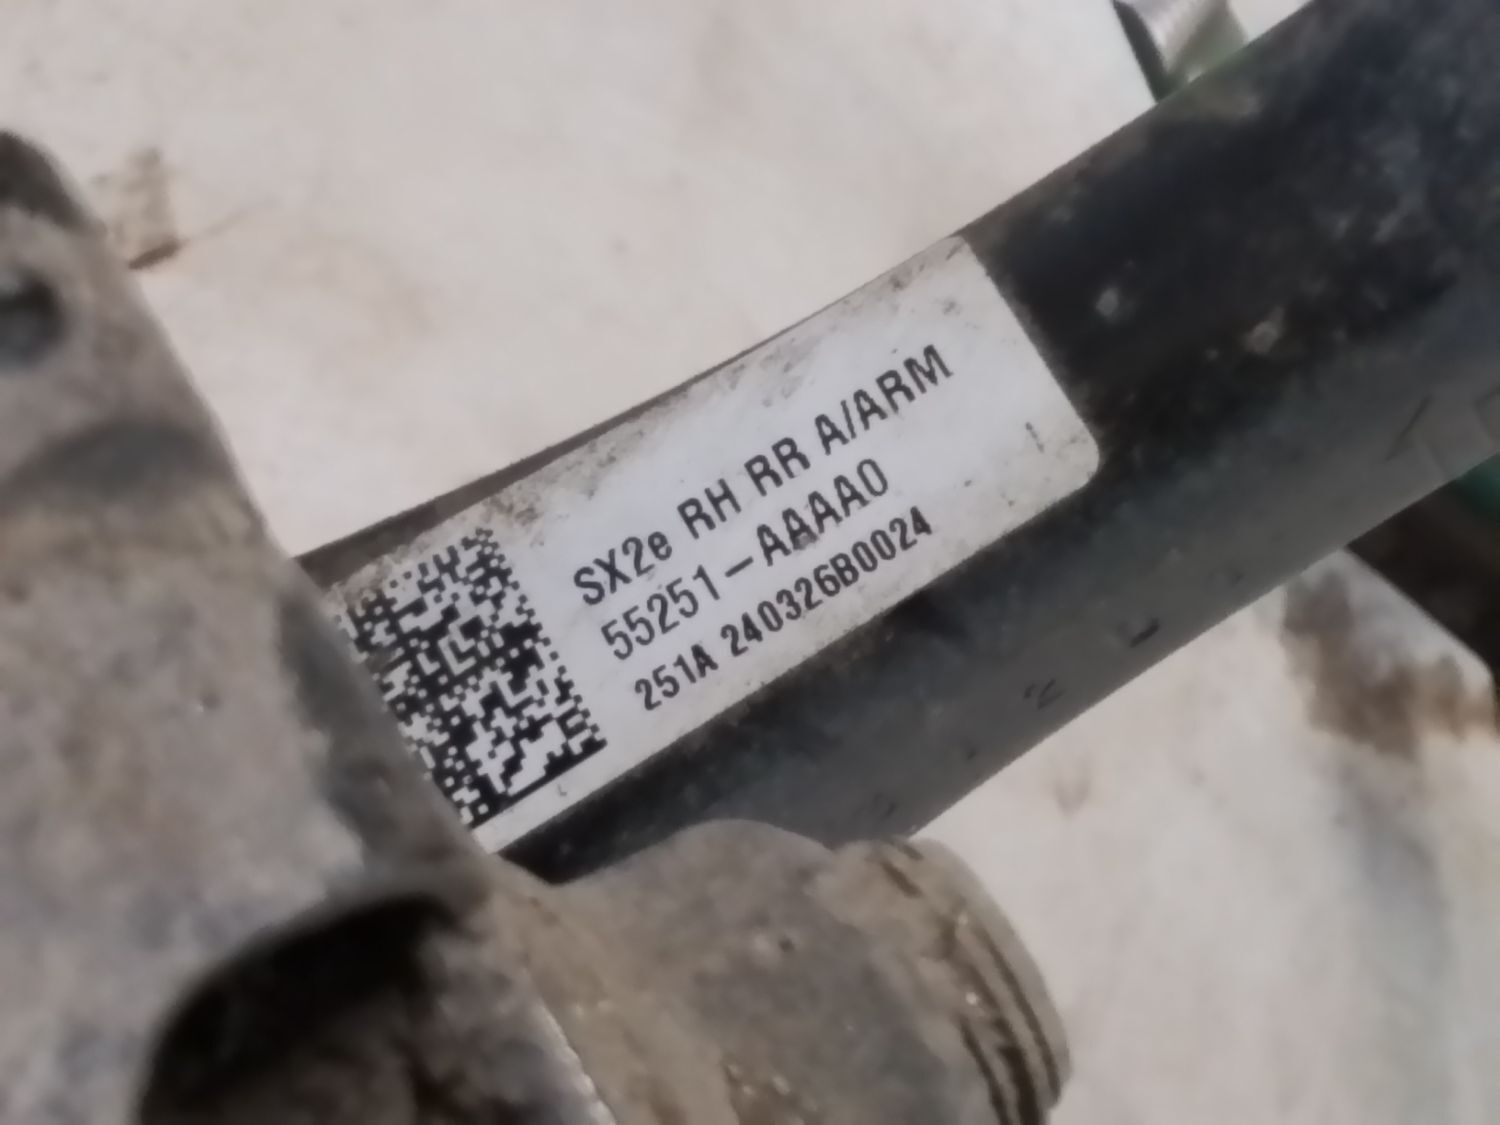 SX2e RH RR A/ARM
55251-AAAA0
251A 240326B0024